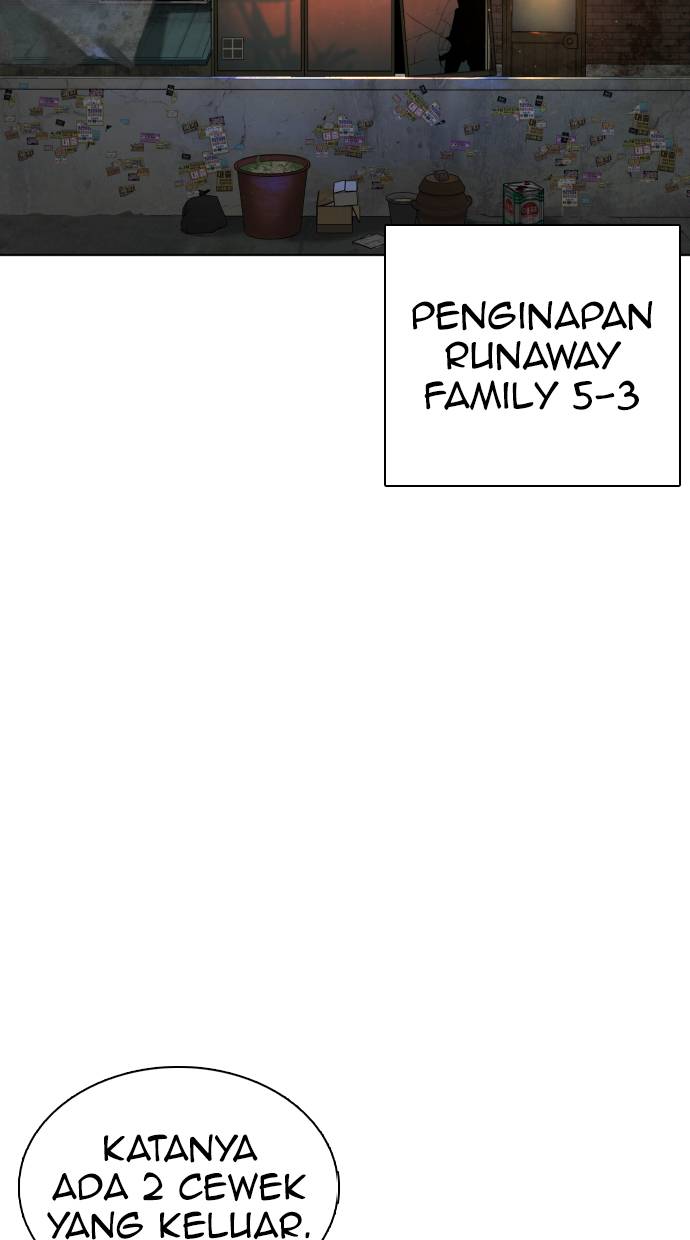 PENGINAPAN
RUNAWAY
FAMILY 5-3
KATANYA
ADA 2 CEWEK
YANG KELUAR.